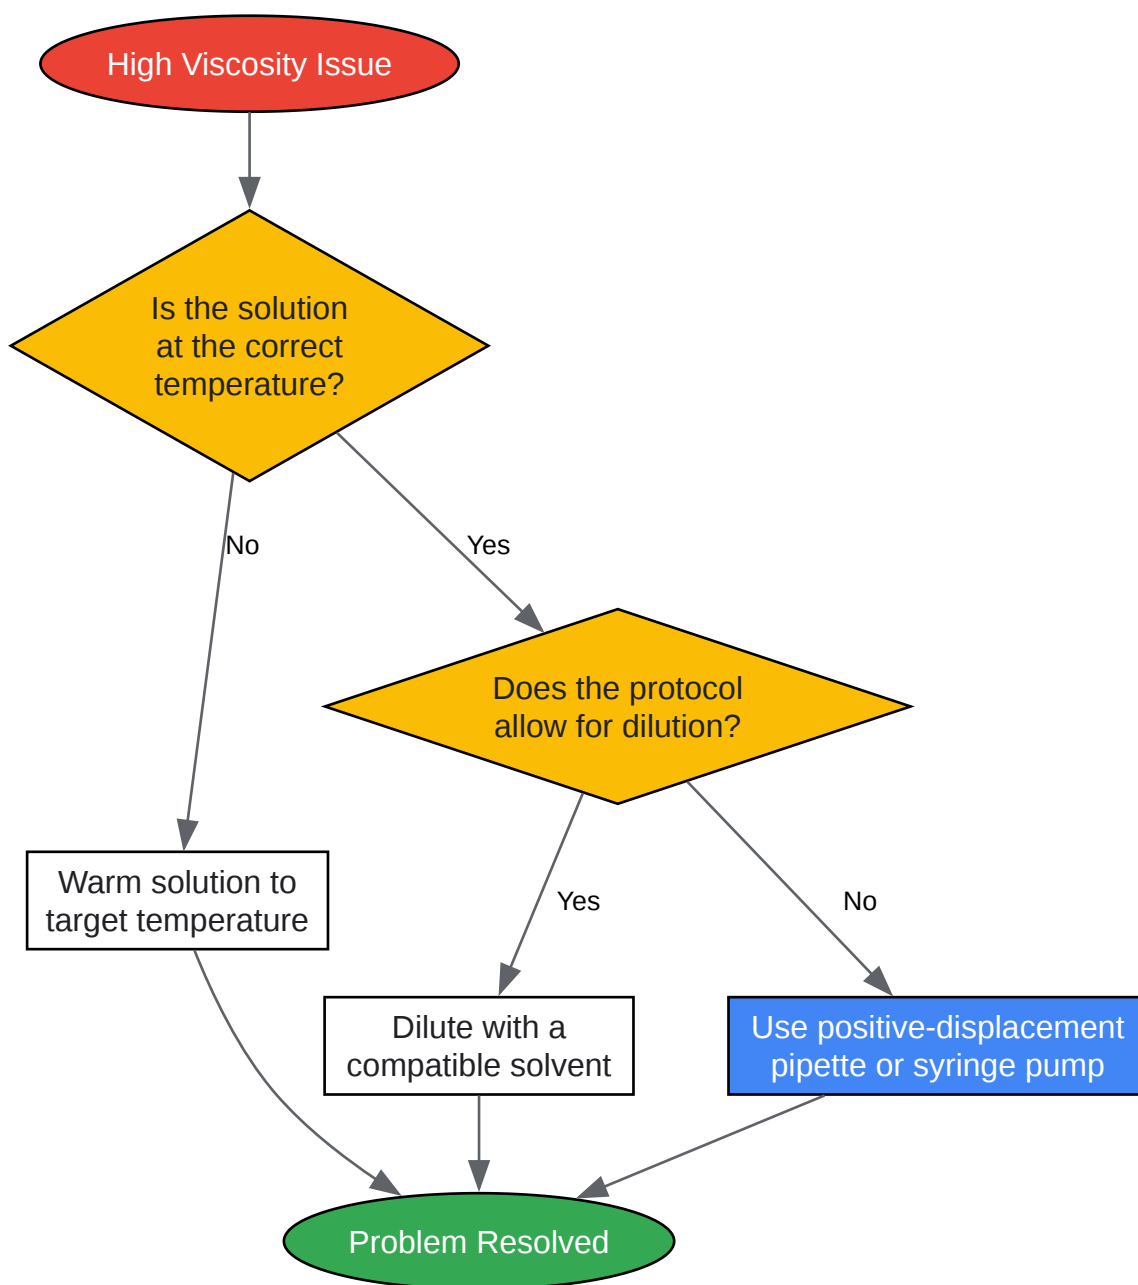 High Viscosity Issue
Is the solution
at the correct
temperature?
No
Yes
Does the protocol
allow for dilution?
Warm solution to
target temperature
Yes
No
Dilute with a
compatible solvent
Use positive-displacement
pipette or syringe pump
Problem Resolved